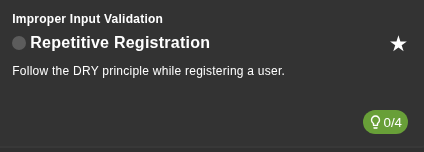 Improper Input Validation
Repetitive Registration
Follow the DRY principle while registering a user.
0/4